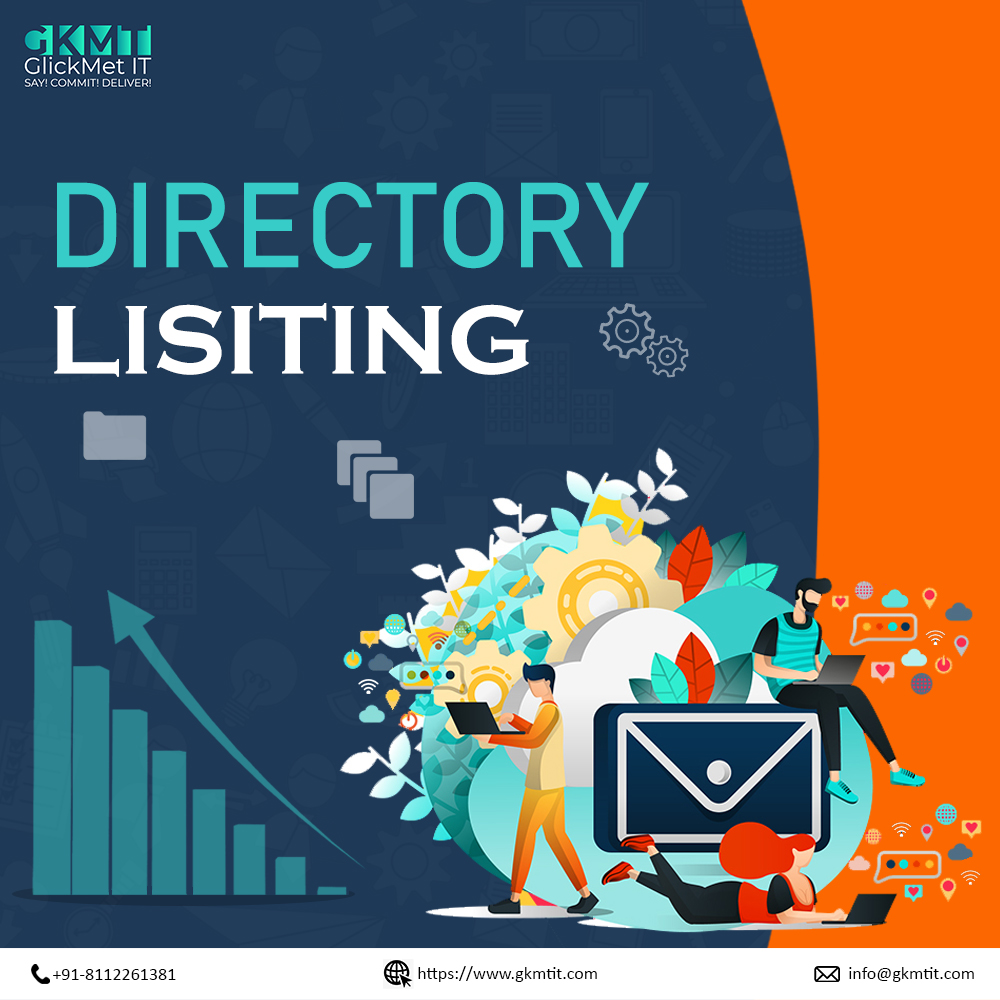 GKMT
GlickMet IT
SAY! COMMIT! DELIVER!
DIRECTORY
LISITING
+91-8112261381
https://www.gkmtit.com
info@gkmtit.com